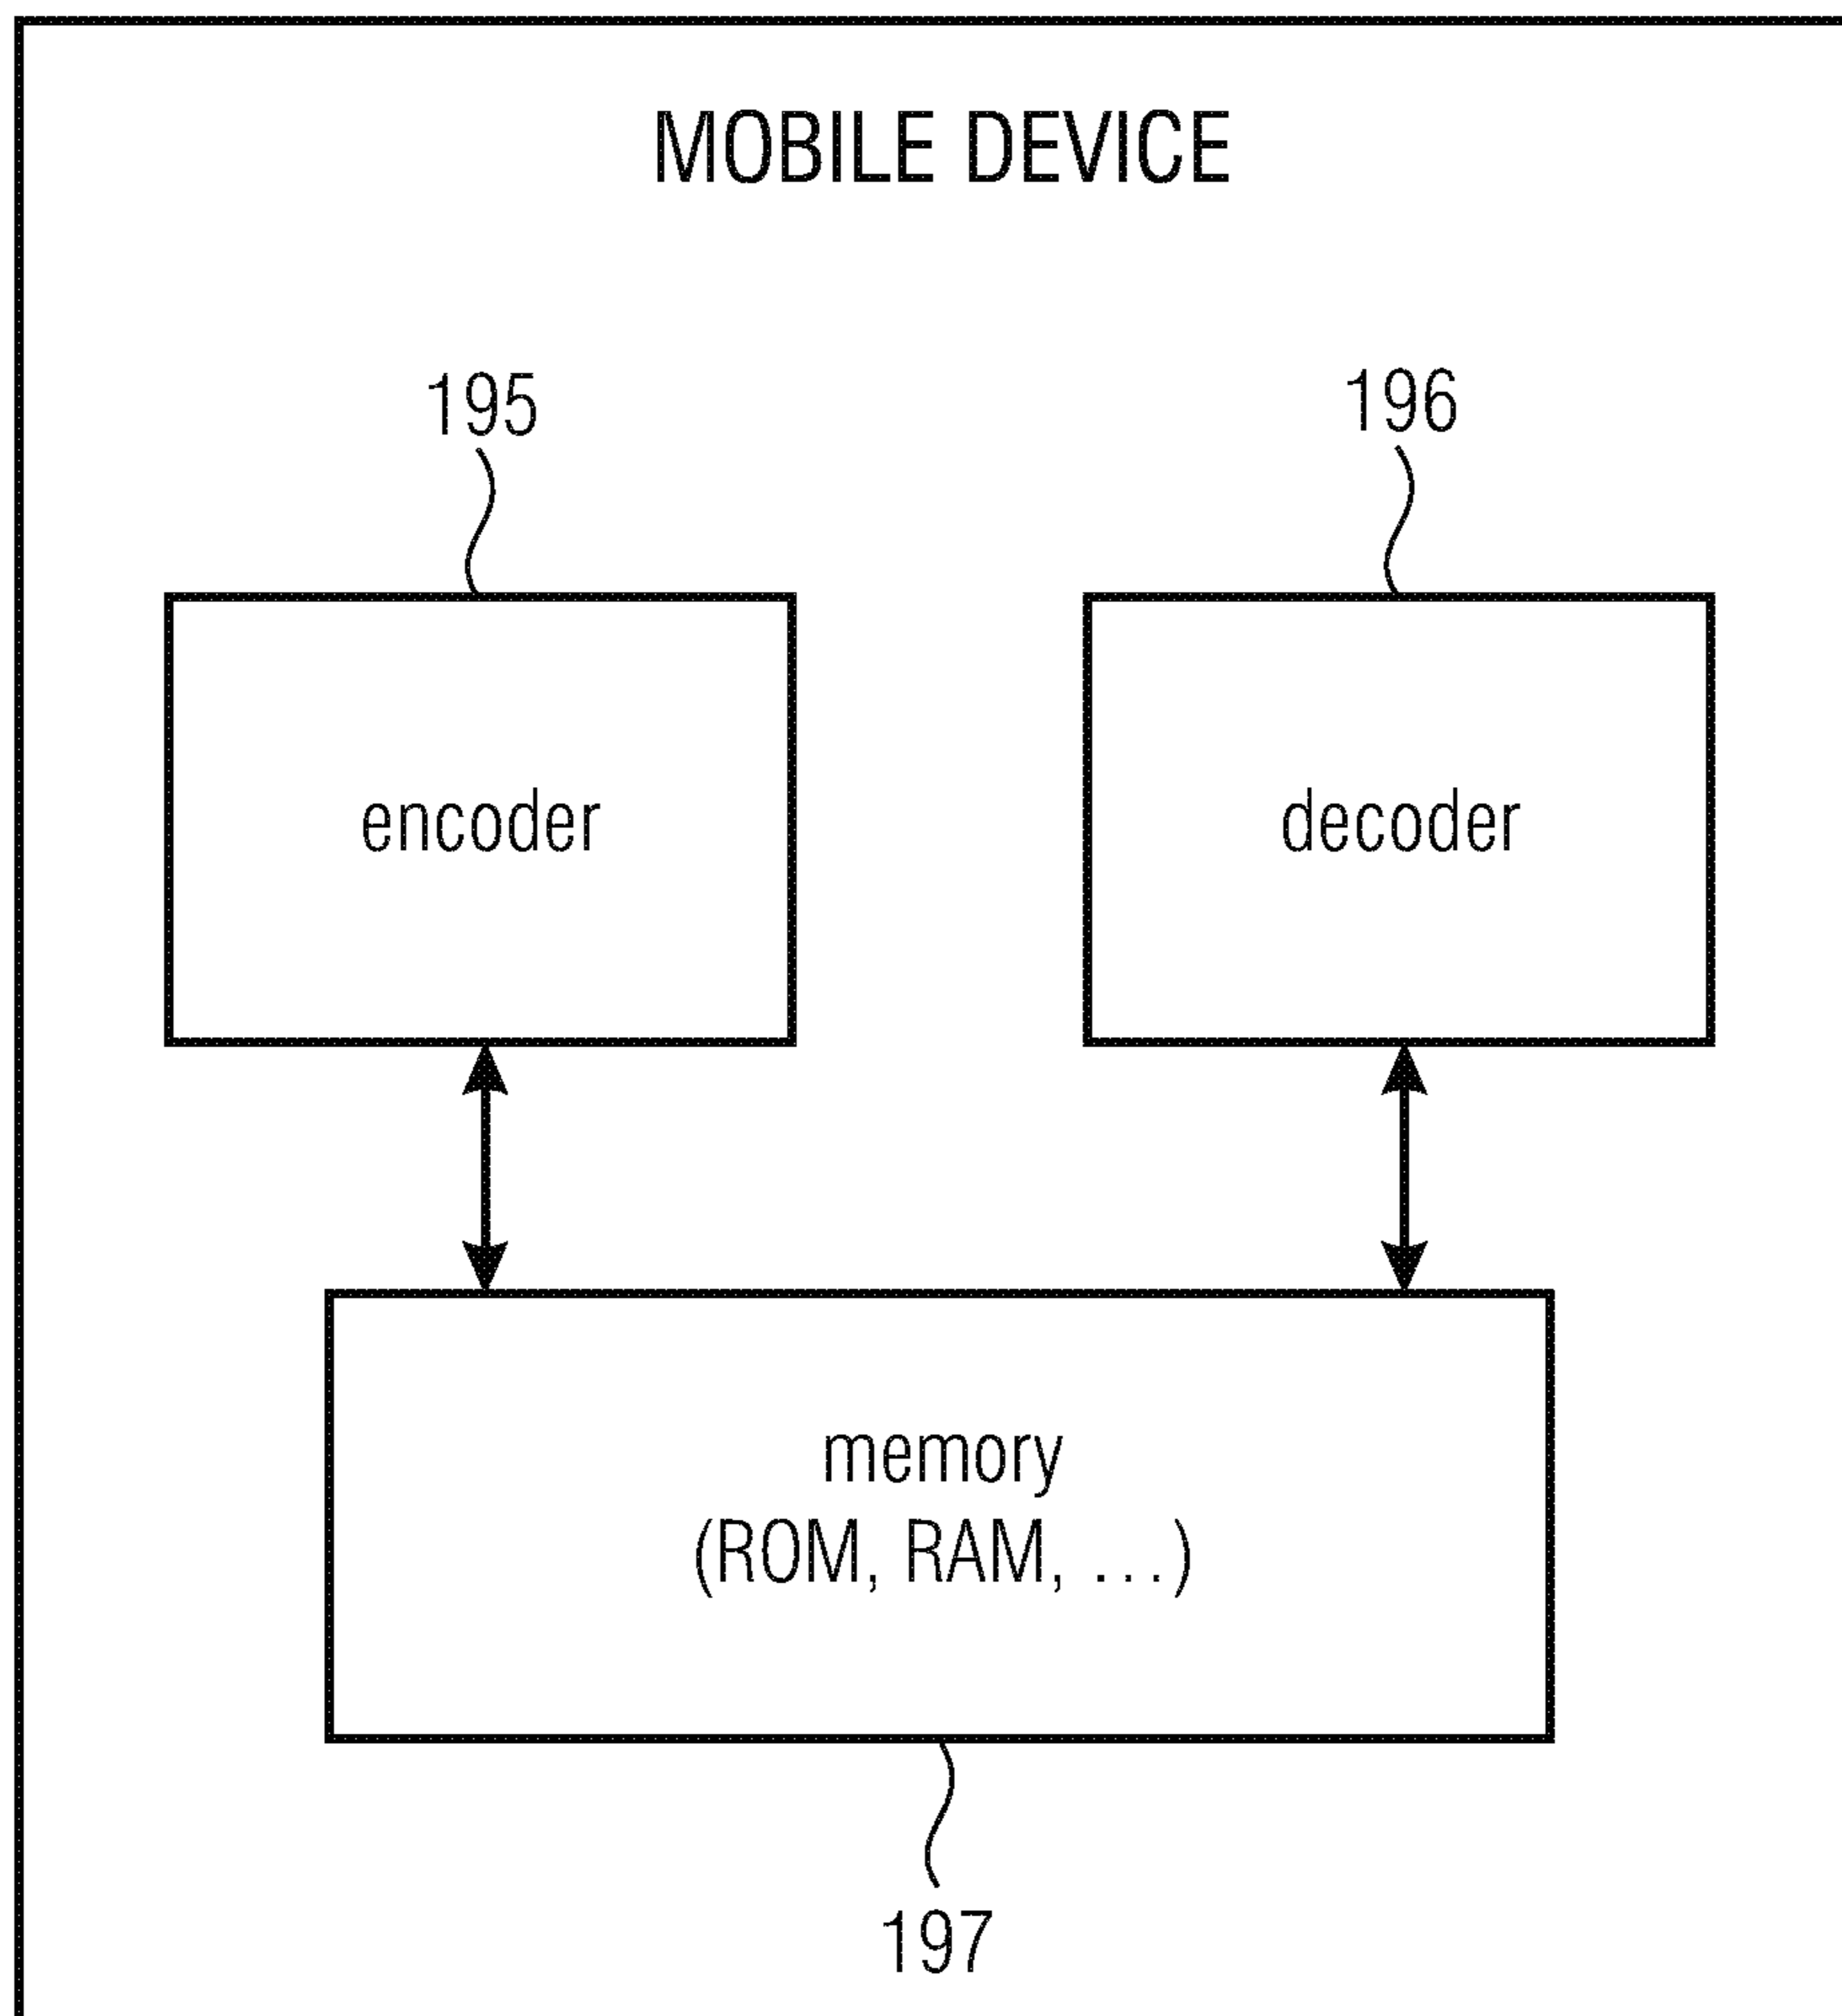 MOBILE DEVICE
195
196
encoder
decoder
memory
(ROM, RAM, ...)
197